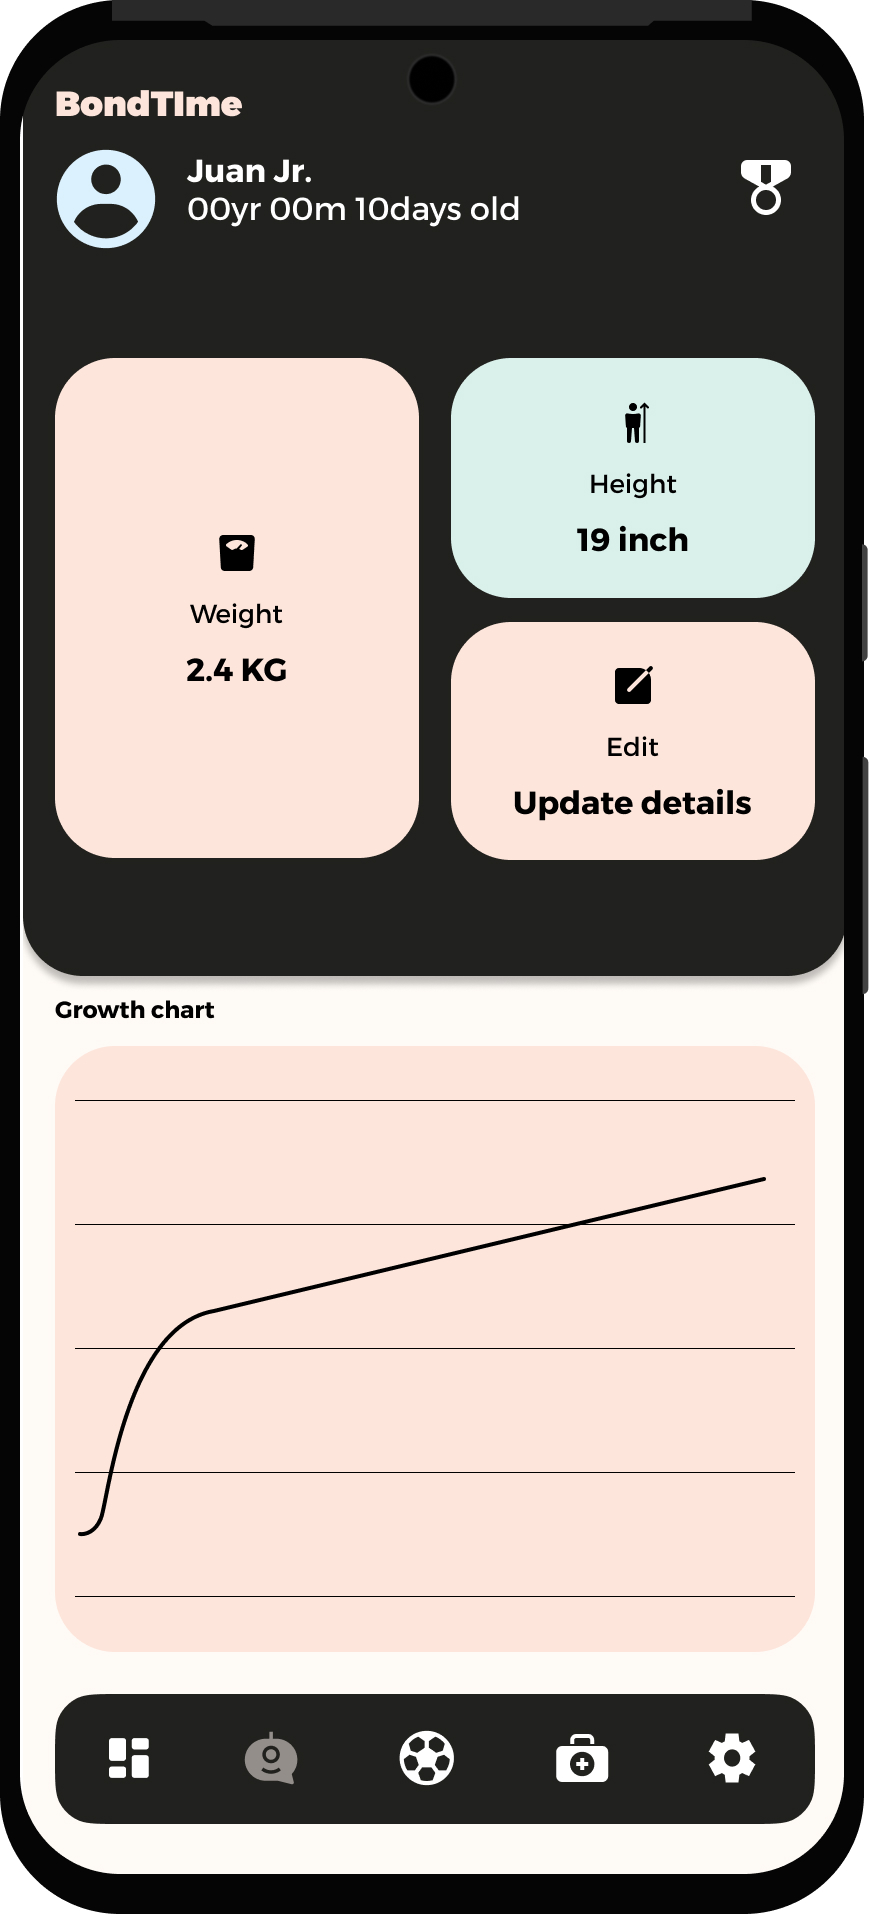 BondTIme
Juan Jr.
00yr 00m 10days old
Weight
2.4 KG
Height
19 inch
Edit
Update details
Growth chart